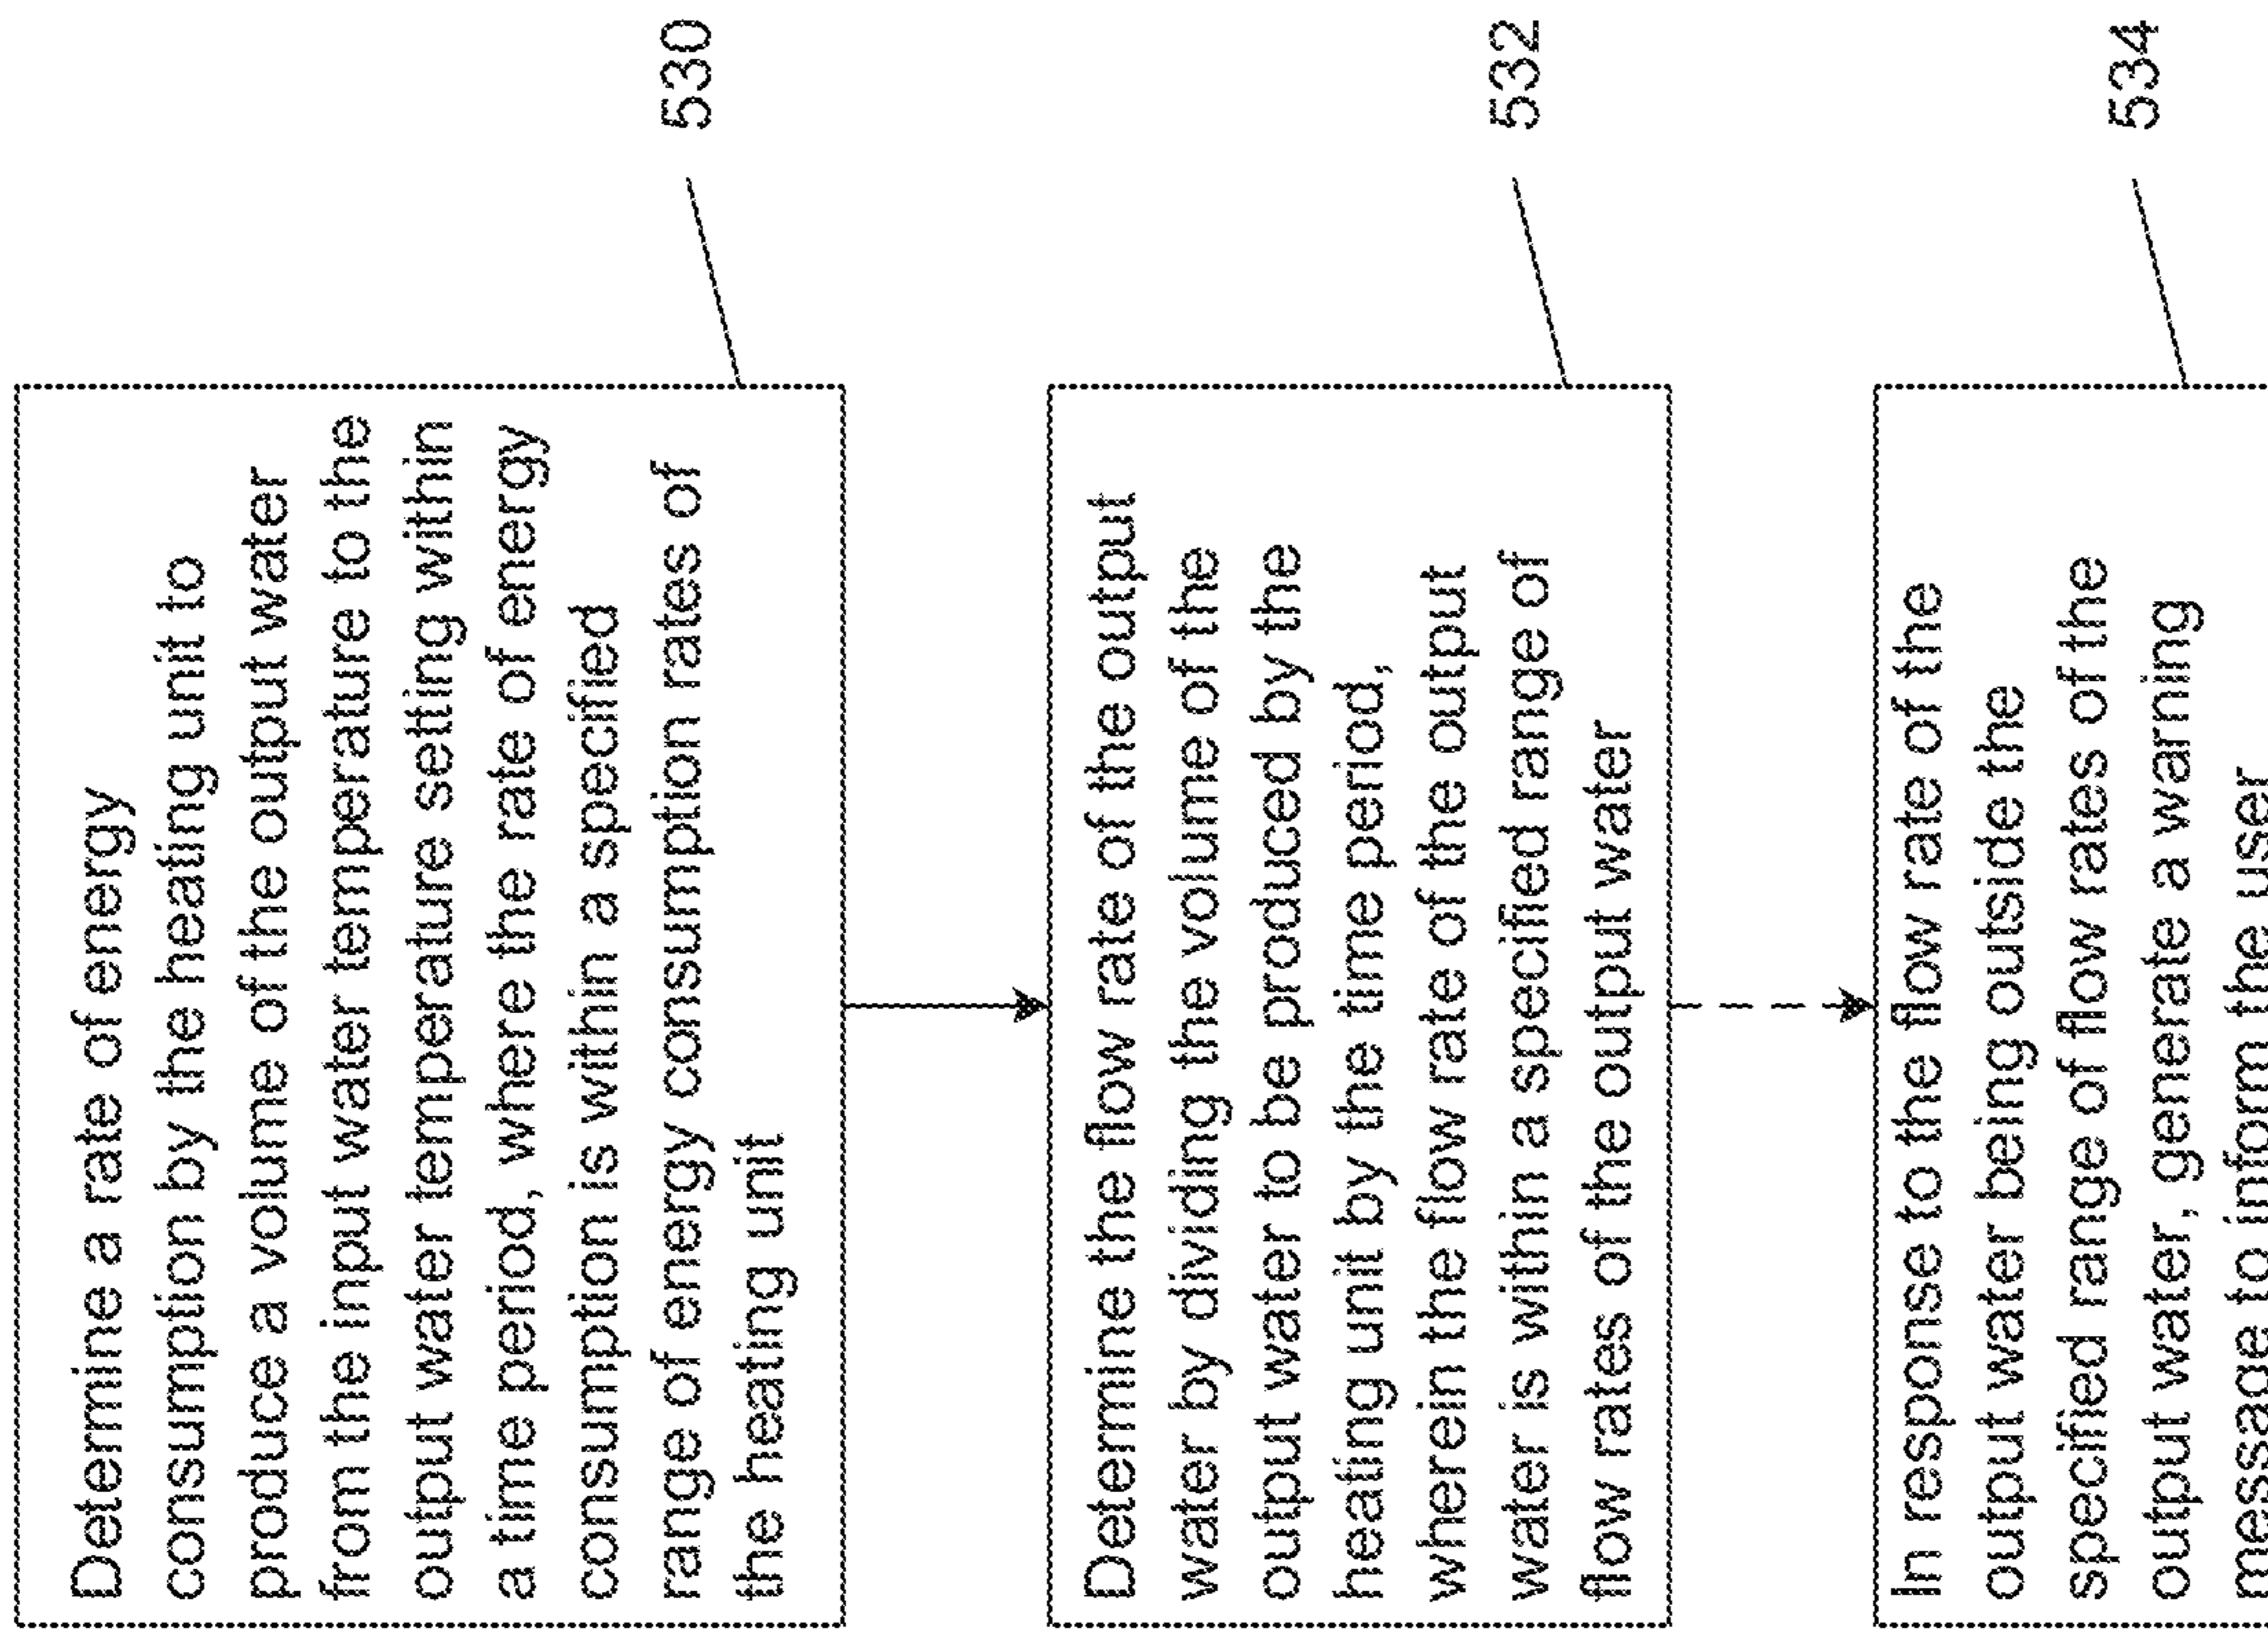 Determine a rate of energy
consumption by the heating unit to
produce a volume of the output water
from the input water temperature to the
output water temperature setting within
a time period, where the rate of energy
consumption is within a specified
range of energy consumption rates of
the heating unit
530
Determine the flow rate of the output
water by dividing the volume of the
output water to be produced by the
heating unit by the time period,
wherein the flow rate of the output
water is within a specified range of
flow rates of the output water
532
In response to the flow rate of the
output water being outside the
specified range of flow rates of the
output water, generate a warning
message to inform the user
534